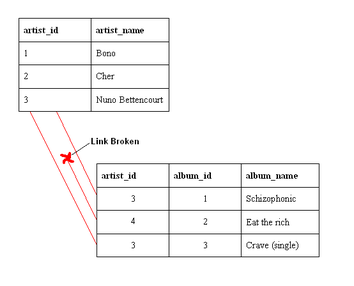 artist_id artist_name
1 Bono
2 Cher
3 Nuno Bettencourt
Link Broken
artist_id album_id album_name
3 1 Schizophonic
4 2 Eat the rich
3 3 Crave (single)